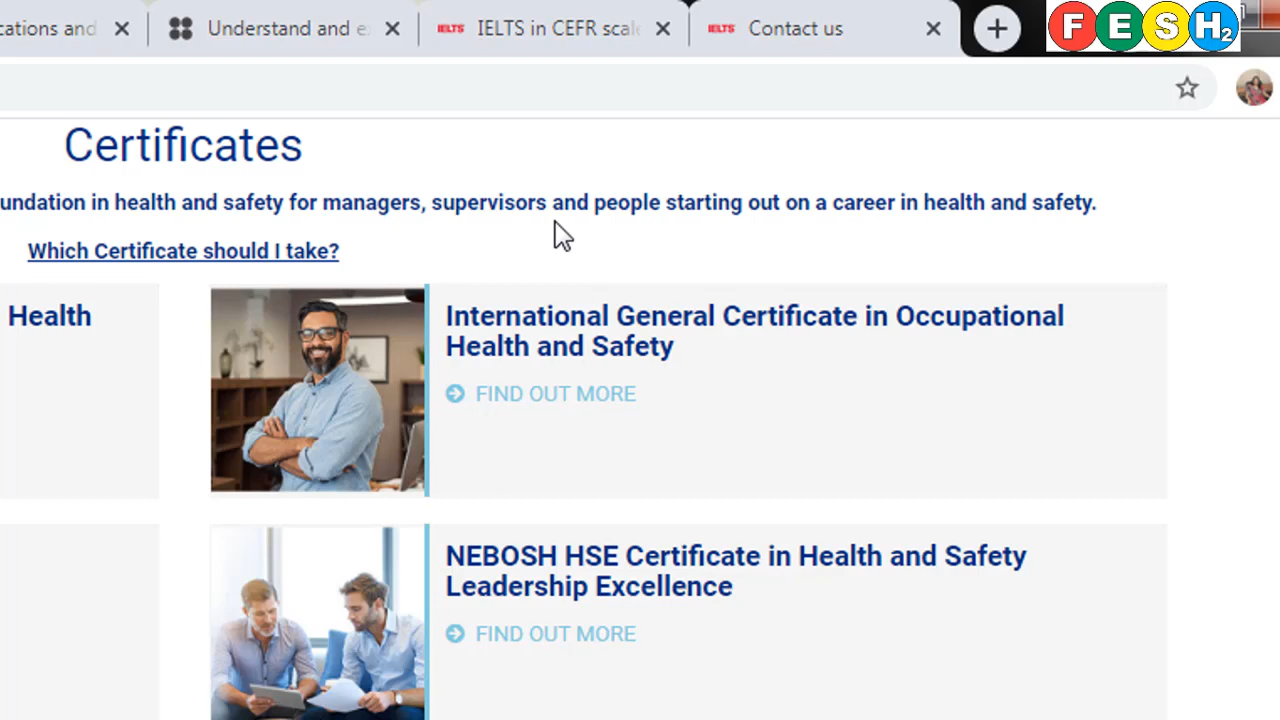 cations and
Understand and e
IELTS IELTS in CEFR scal
IELTS Contact us
FESH2
Certificates
undation in health and safety for managers, supervisors and people starting out on a career in health and safety.
Which Certificate should I take?
Health
International General Certificate in Occupational
Health and Safety
FIND OUT MORE
NEBOSH HSE Certificate in Health and Safety
Leadership Excellence
FIND OUT MORE